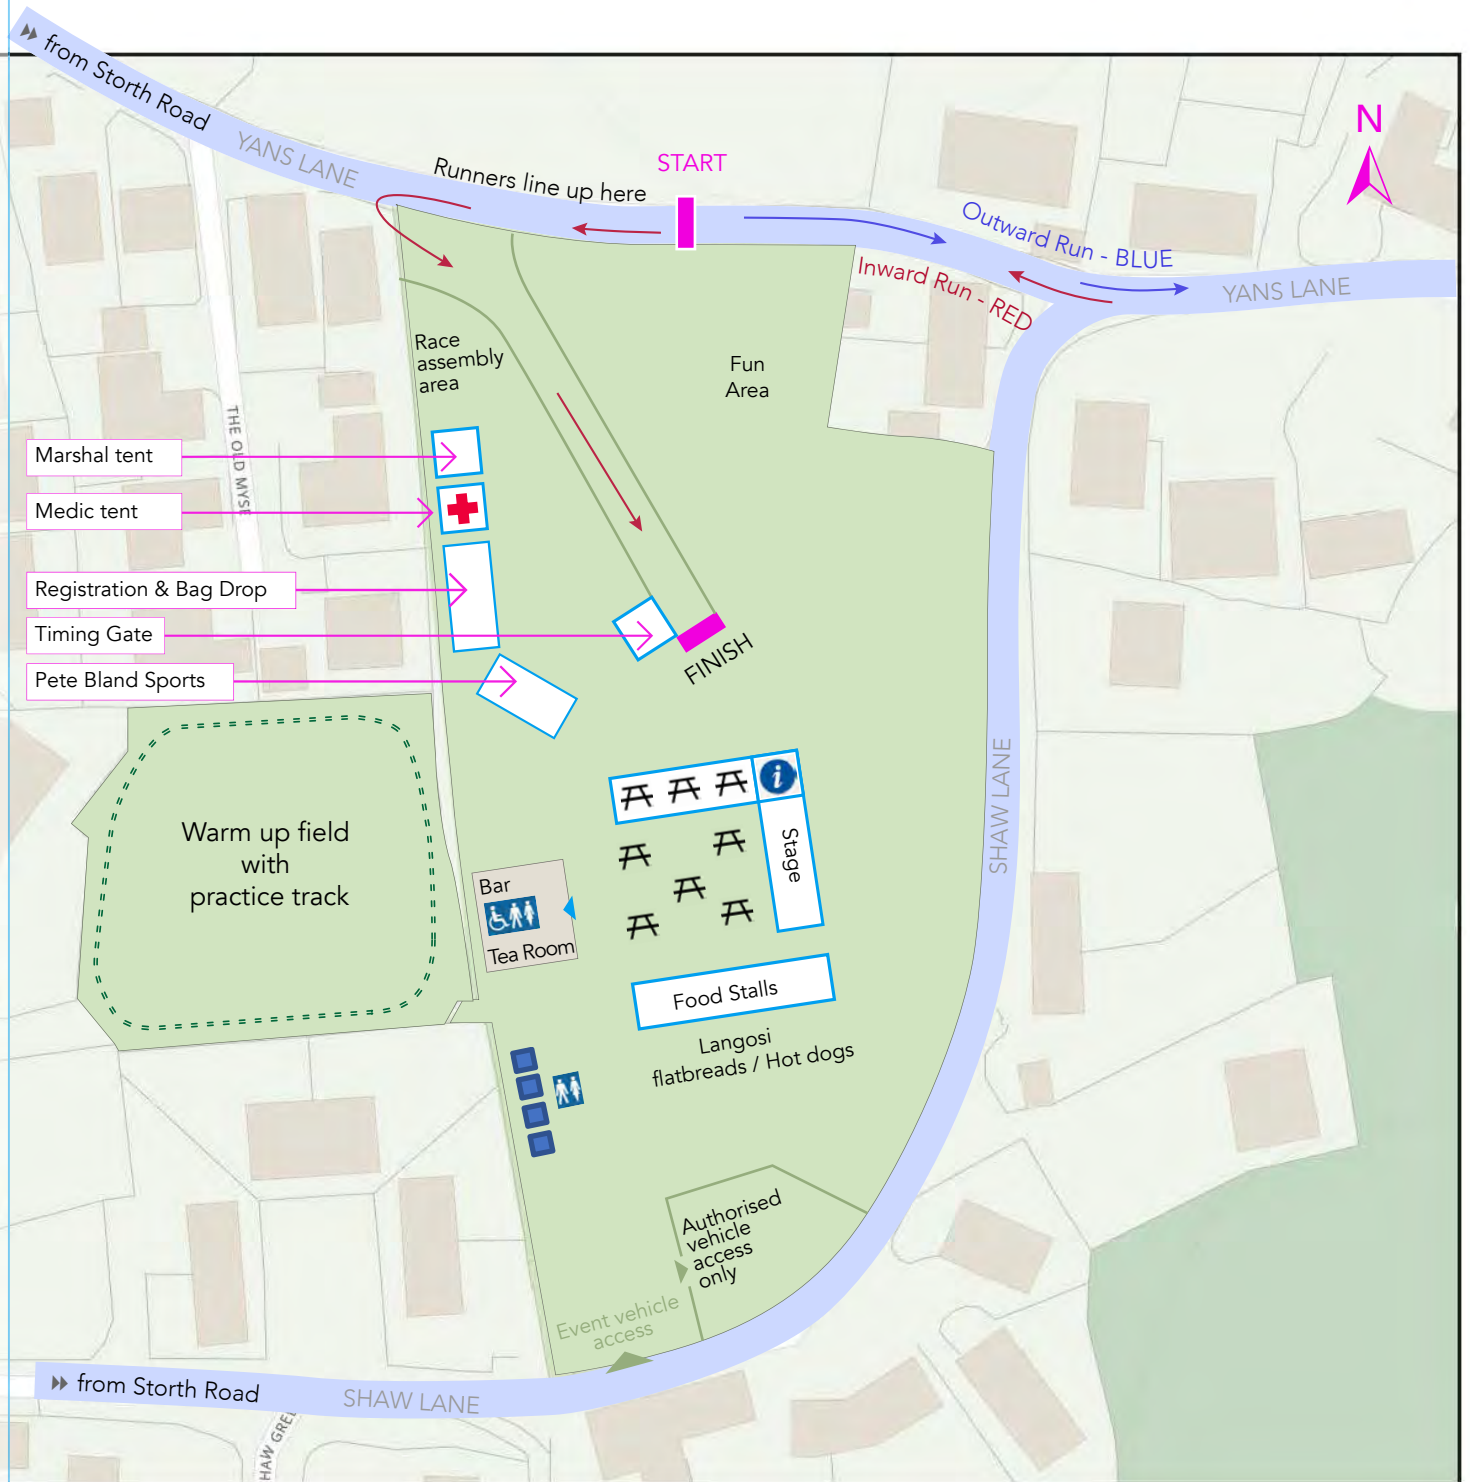 from Storth Road
YANS LANE
Runners line up here
START
N
Outward Run - BLUE
Inward Run - RED
YANS LANE
Race
assembly
area
Fun
Area
THE OLD MYSE
Marshal tent
Medic tent
Registration & Bag Drop
Timing Gate
Pete Bland Sports
FINISH
SHAW LANE
Warm up field
with
practice track
i
Stage
Bar
Tea Room
Food Stalls
Langosi
flatbreads / Hot dogs
Authorised
vehicle
access
only
Event vehicle
access
from Storth Road
SHAW LANE
HAW GREE